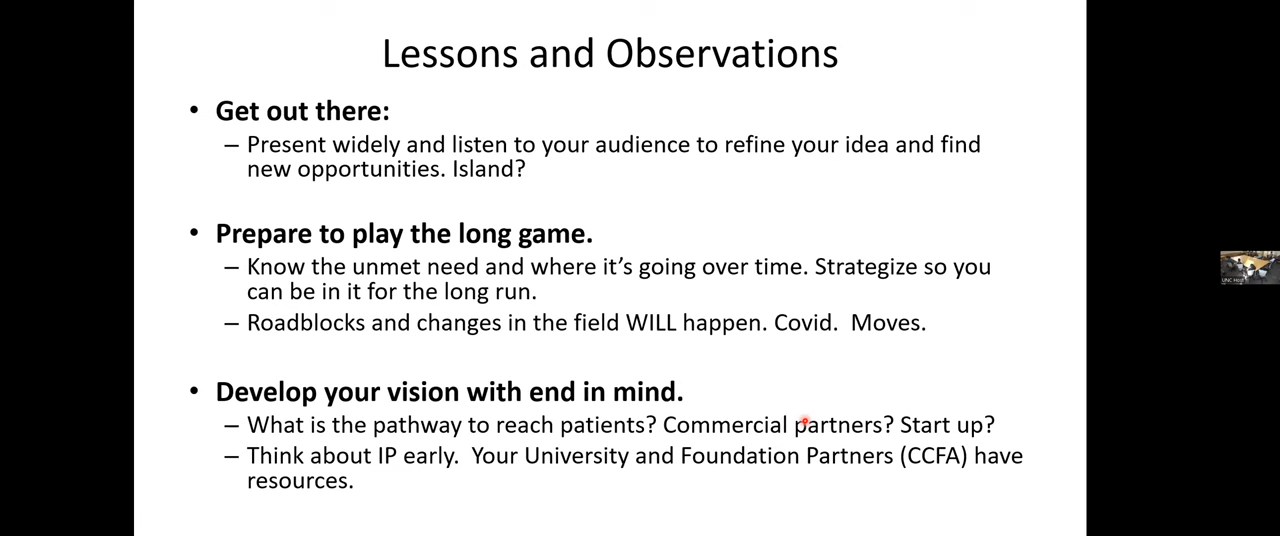 Lessons and Observations
• Get out there:
– Present widely and listen to your audience to refine your idea and find
new opportunities. Island?
• Prepare to play the long game.
– Know the unmet need and where it’s going over time. Strategize so you
can be in it for the long run.
– Roadblocks and changes in the field WILL happen. Covid. Moves.
• Develop your vision with end in mind.
– What is the pathway to reach patients? Commercial partners? Start up?
– Think about IP early. Your University and Foundation Partners (CCFA) have
resources.